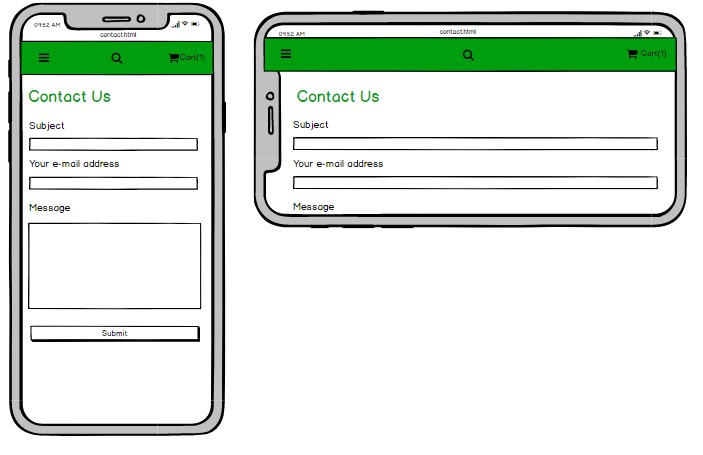 09:52 AM
contact.html
Cart(1)
Contact Us
Subject
Your e-mail address
Message
Submit
09:52 AM
contact.html
Cart(1)
Contact Us
Subject
Your e-mail address
Message